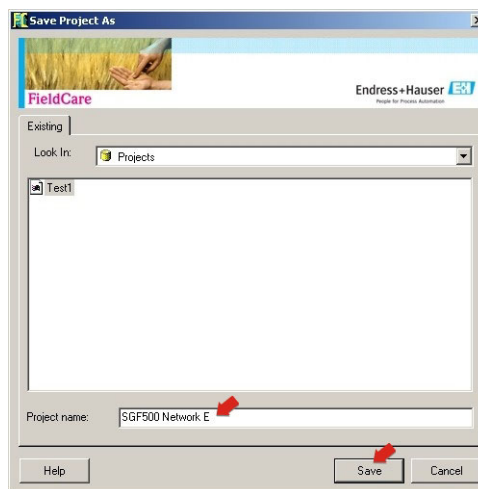 Save Project As
FieldCare
Endress+Hauser EH
People for Process Automation
Existing
Look In: Projects
Test1
Project name: SGF500 Network E
Help Save Cancel